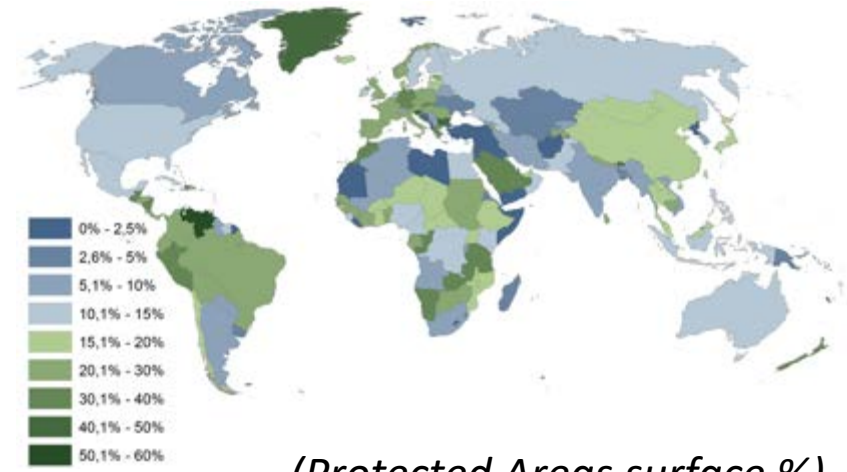 0% - 2,5%
2,6% - 5%
5,1% - 10%
10,1% - 15%
15,1% - 20%
20,1% - 30%
30,1% - 40%
40,1% - 50%
50,1% - 60%
(Protected Areas surface %)